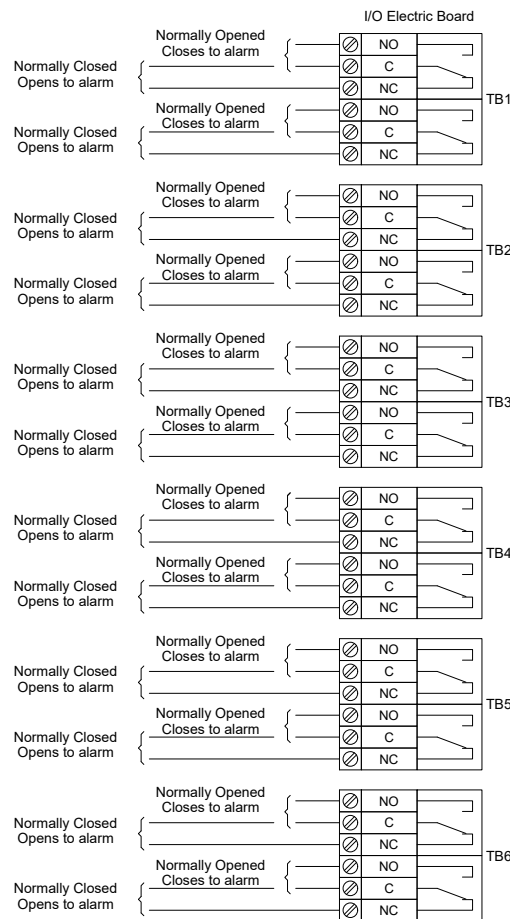 I/O Electric Board
Normally Opened
Closes to alarm
NO
Normally Closed
Opens to alarm
C
NC
TB1
Normally Opened
Closes to alarm
NO
Normally Closed
Opens to alarm
C
NC
Normally Opened
Closes to alarm
NO
Normally Closed
Opens to alarm
C
NC
TB2
Normally Opened
Closes to alarm
NO
Normally Closed
Opens to alarm
C
NC
Normally Opened
Closes to alarm
NO
Normally Closed
Opens to alarm
C
NC
TB3
Normally Opened
Closes to alarm
NO
Normally Closed
Opens to alarm
C
NC
Normally Opened
Closes to alarm
NO
Normally Closed
Opens to alarm
C
NC
TB4
Normally Opened
Closes to alarm
NO
Normally Closed
Opens to alarm
C
NC
Normally Opened
Closes to alarm
NO
Normally Closed
Opens to alarm
C
NC
TB5
Normally Opened
Closes to alarm
NO
Normally Closed
Opens to alarm
C
NC
Normally Opened
Closes to alarm
NO
Normally Closed
Opens to alarm
C
NC
TB6
Normally Opened
Closes to alarm
NO
Normally Closed
Opens to alarm
C
NC